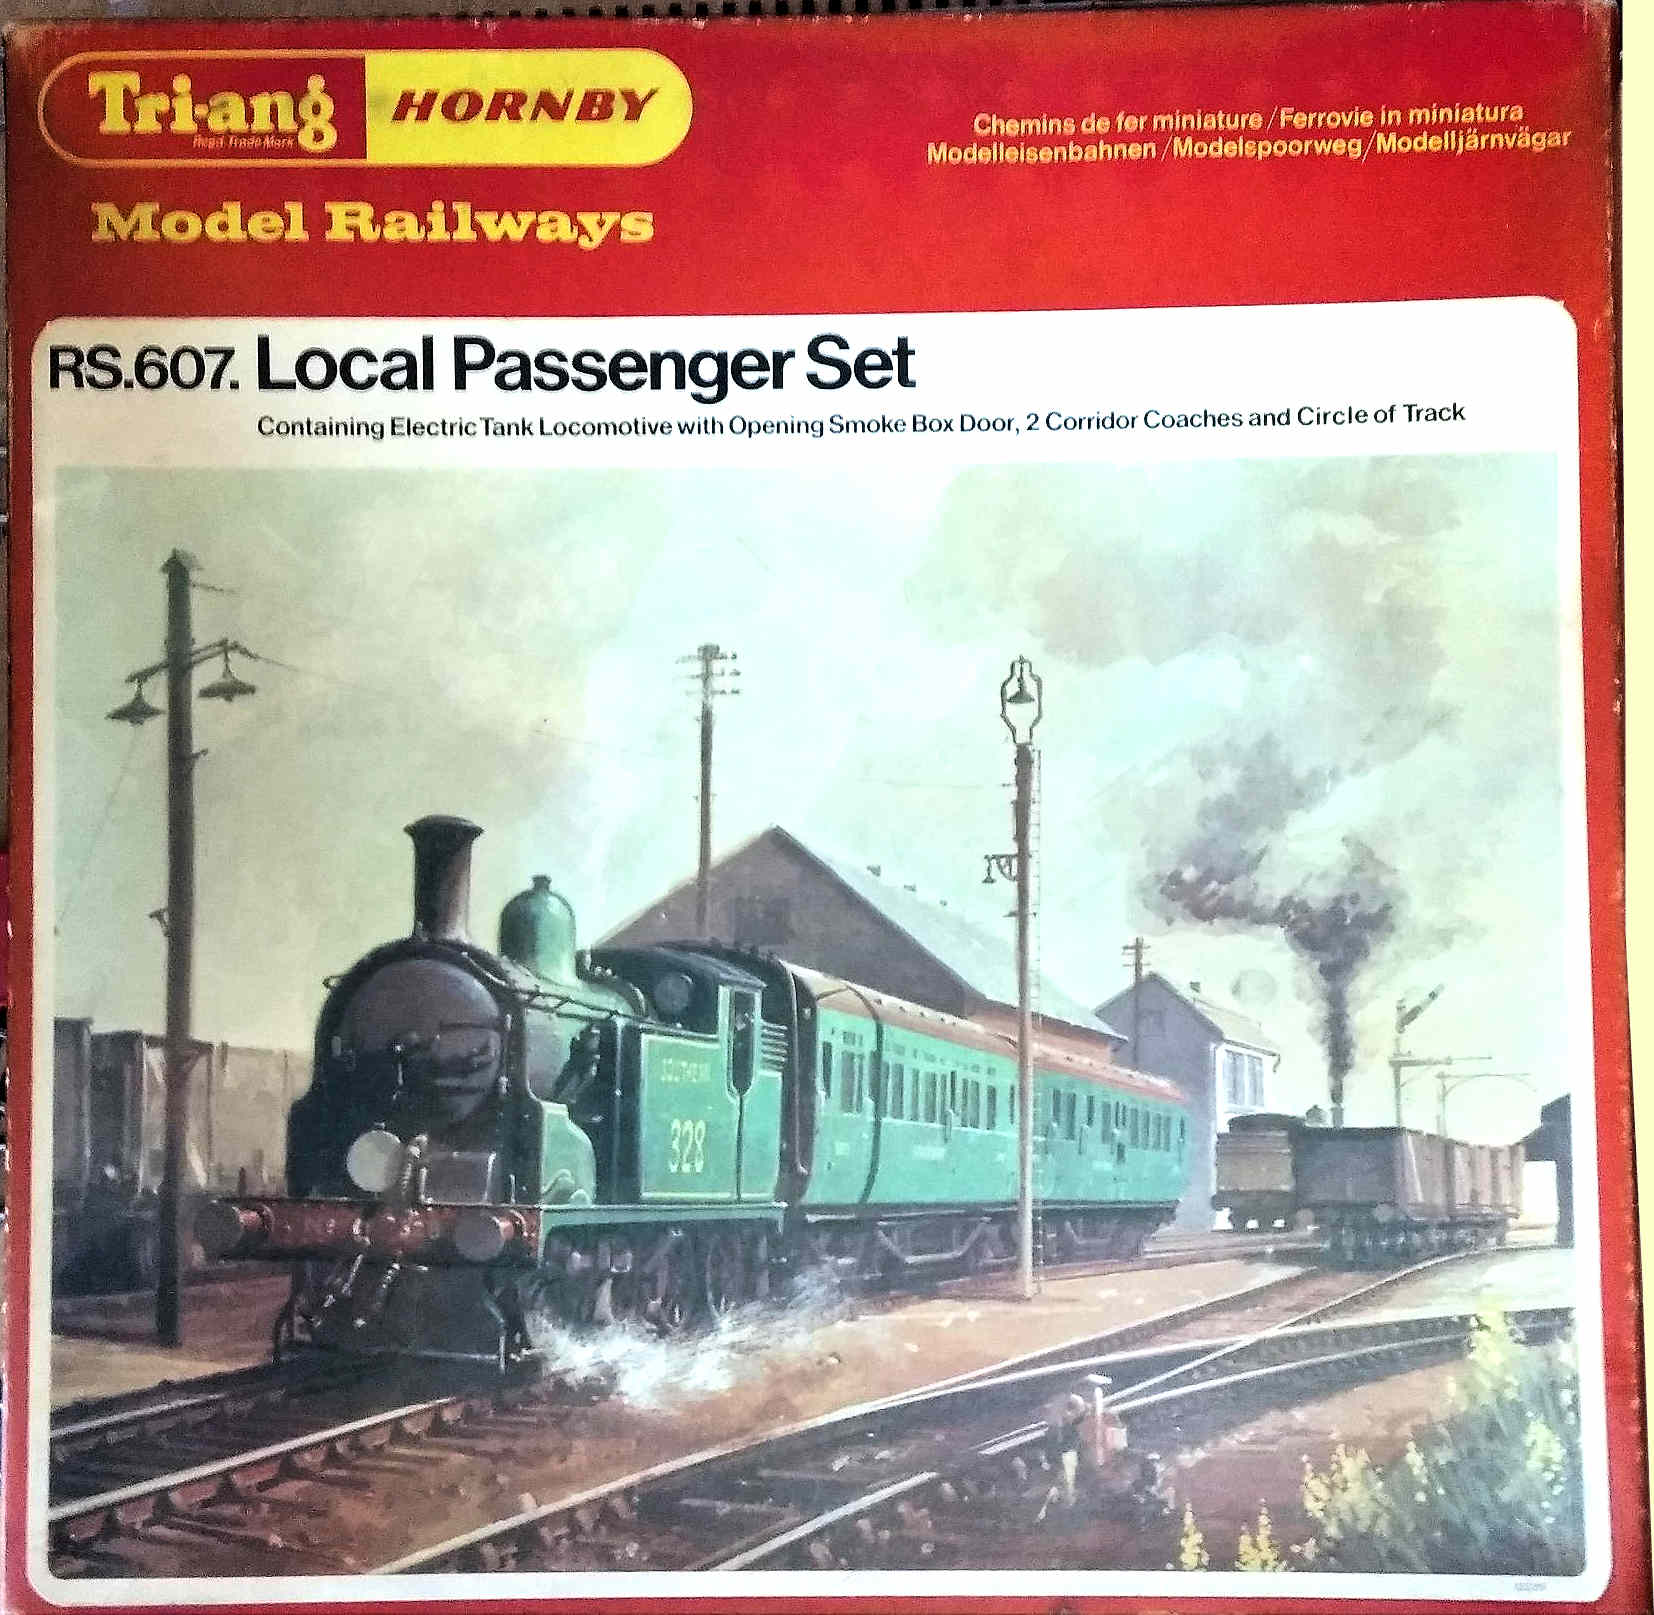 Tri-ang HORNBY
Regd Trade Mark
Chemins de fer miniature/Ferrovie in miniatura
Modelleisenbahnen/Modelspoorweg/Modelljärnvägar
Model Railways
RS.607. Local Passenger Set
Containing Electric Tank Locomotive with Opening Smoke Box Door, 2 Corridor Coaches and Circle of Track
SOUTHERN
328